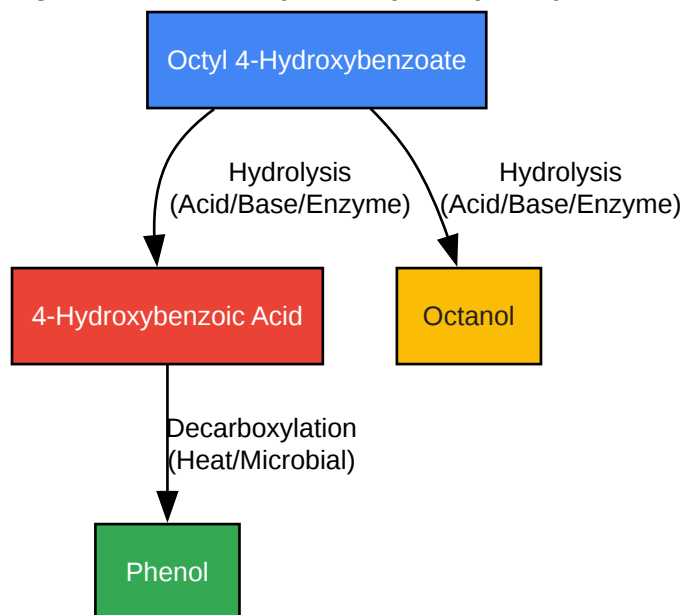 Octyl 4-Hydroxybenzoate
Hydrolysis
(Acid/Base/Enzyme)
Hydrolysis
(Acid/Base/Enzyme)
4-Hydroxybenzoic Acid
Octanol
Decarboxylation
(Heat/Microbial)
Phenol